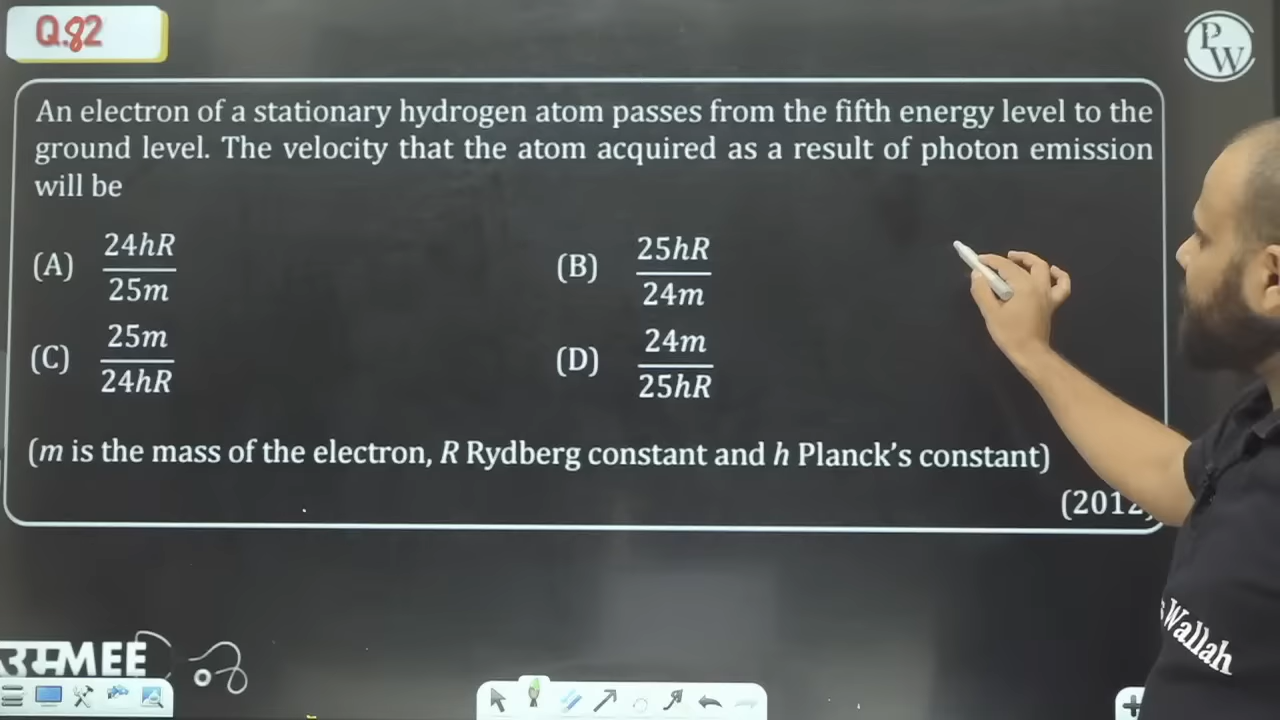 Q.82
PW
An electron of a stationary hydrogen atom passes from the fifth energy level to the
ground level. The velocity that the atom acquired as a result of photon emission
will be
(A) 24hR/25m (B) 25hR/24m
(C) 25m/24hR (D) 24m/25hR
(m is the mass of the electron, R Rydberg constant and h Planck's constant)
(2012)
उम्MEE
Wallah